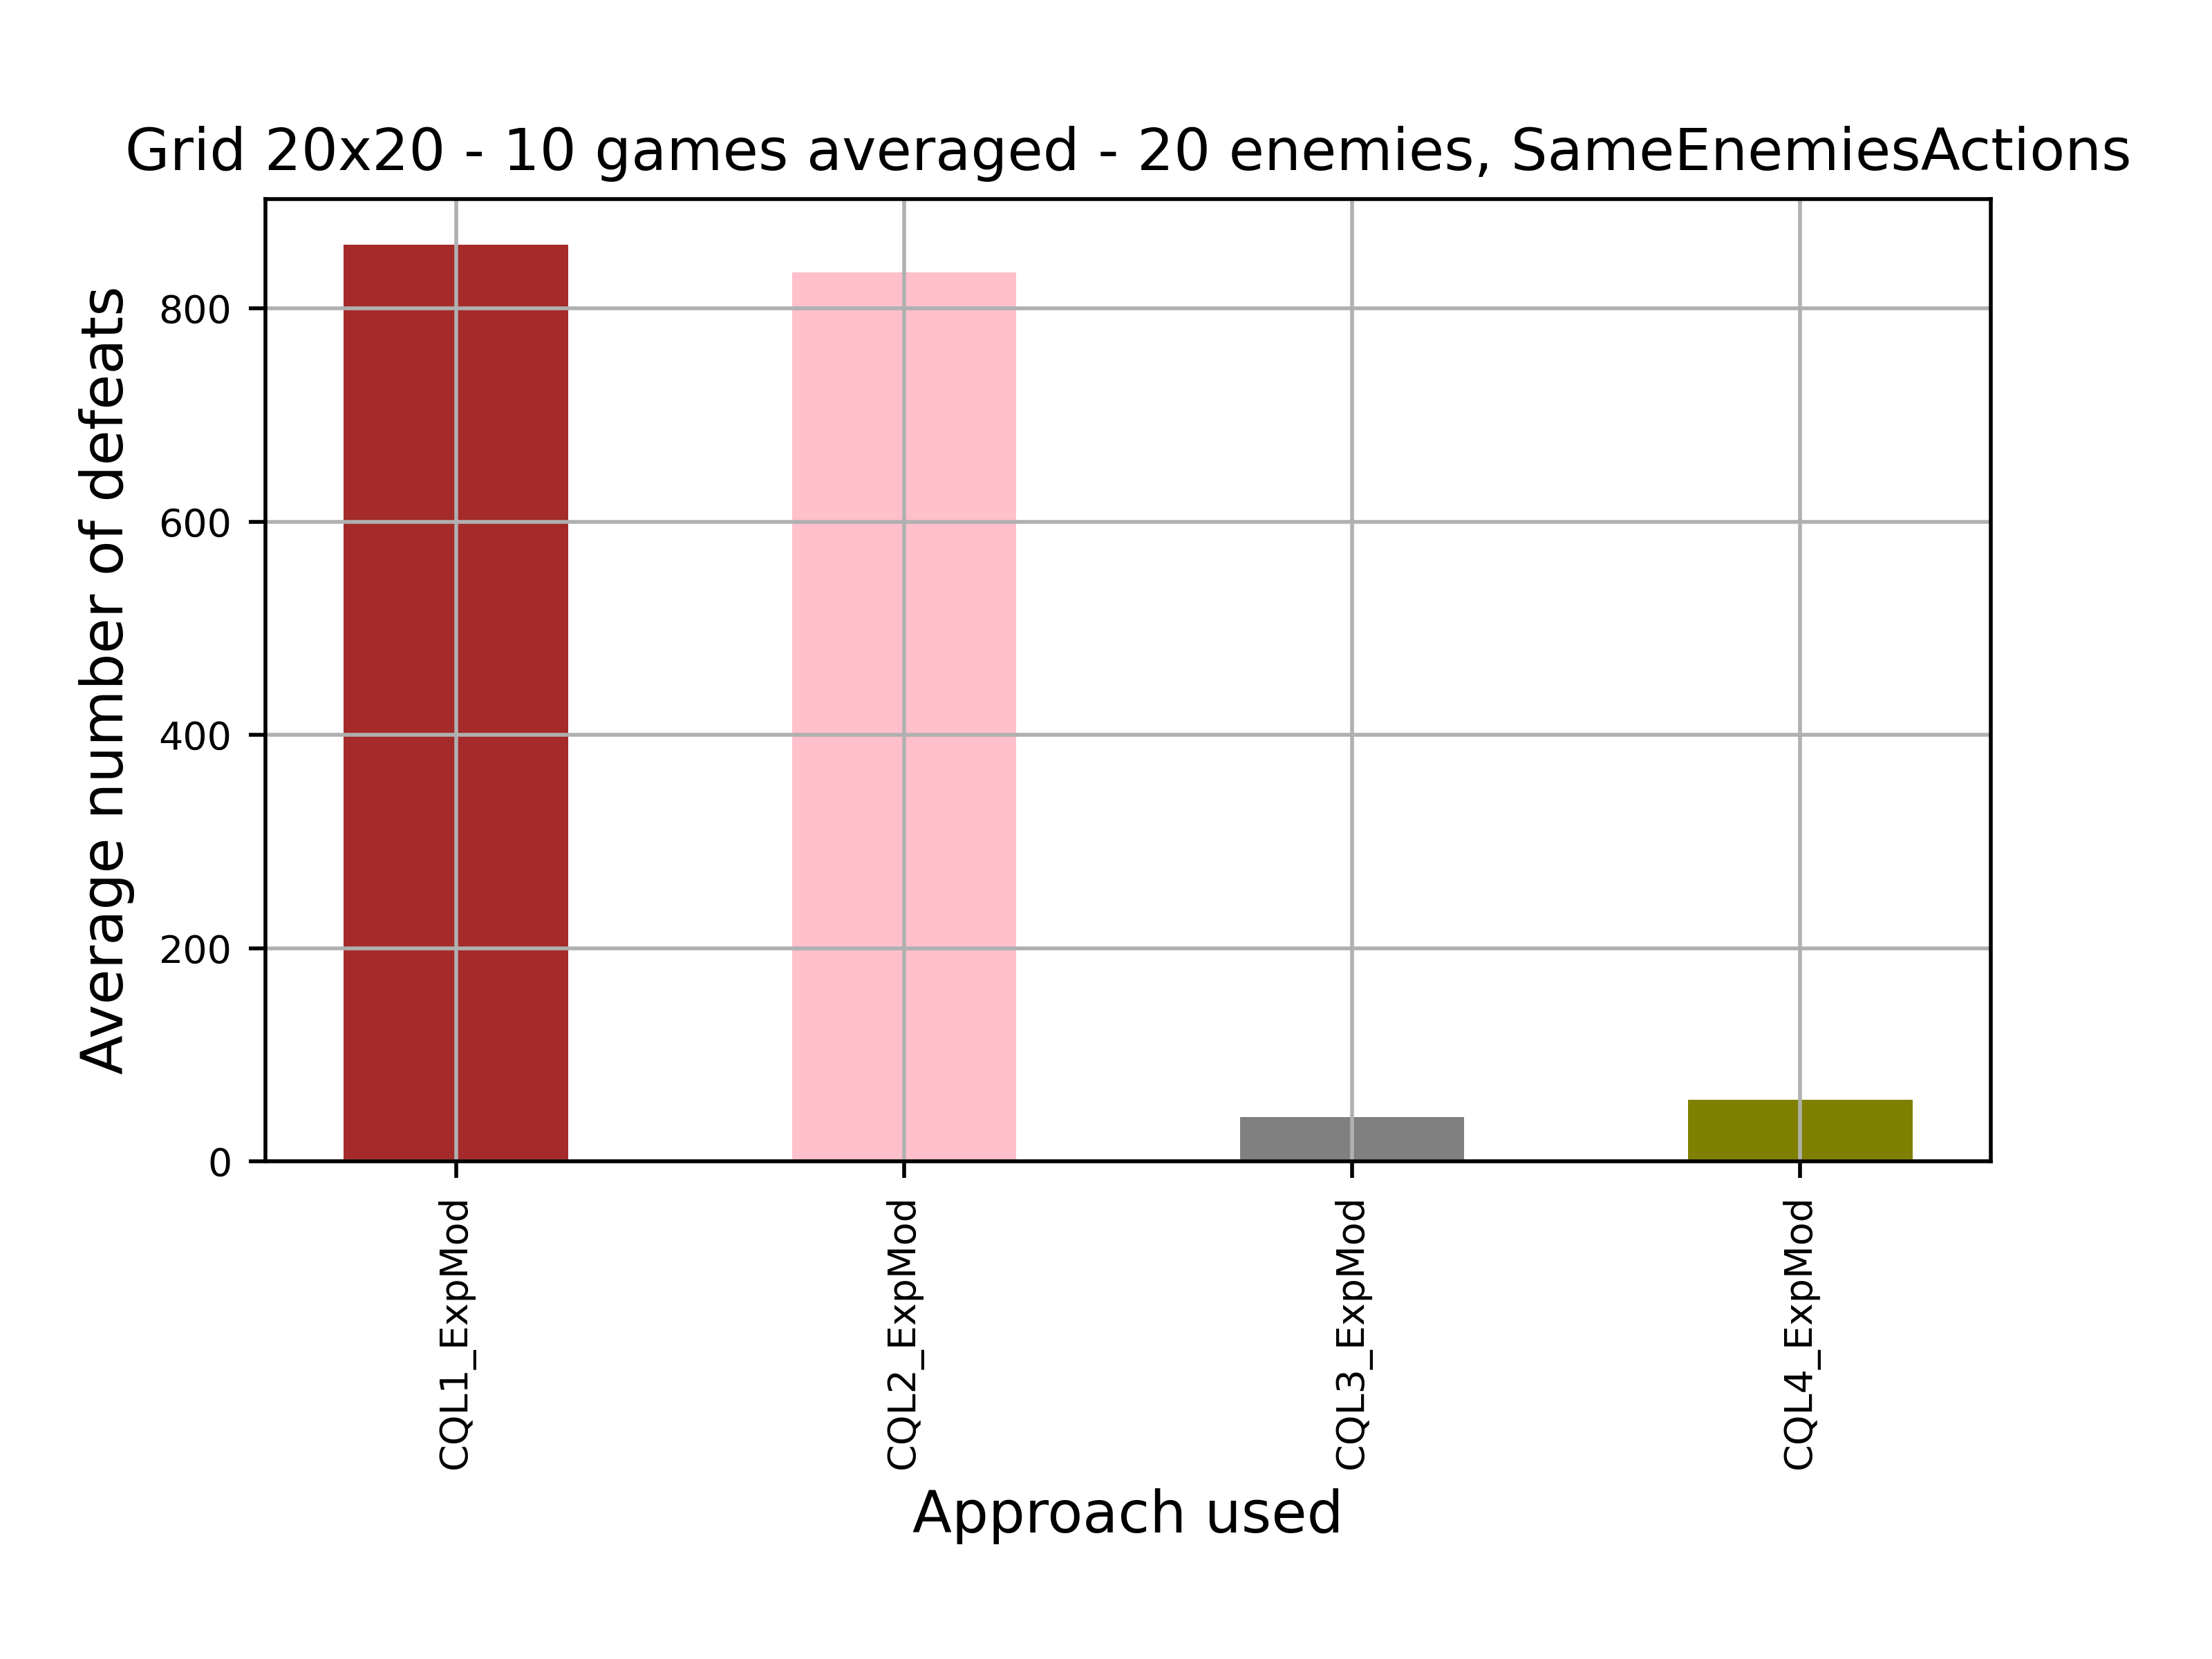 Grid 20x20 - 10 games averaged - 20 enemies, SameEnemiesActions
Average number of defeats
800
600
400
200
0
CQL1_ExpMod
CQL2_ExpMod
CQL3_ExpMod
CQL4_ExpMod
Approach used